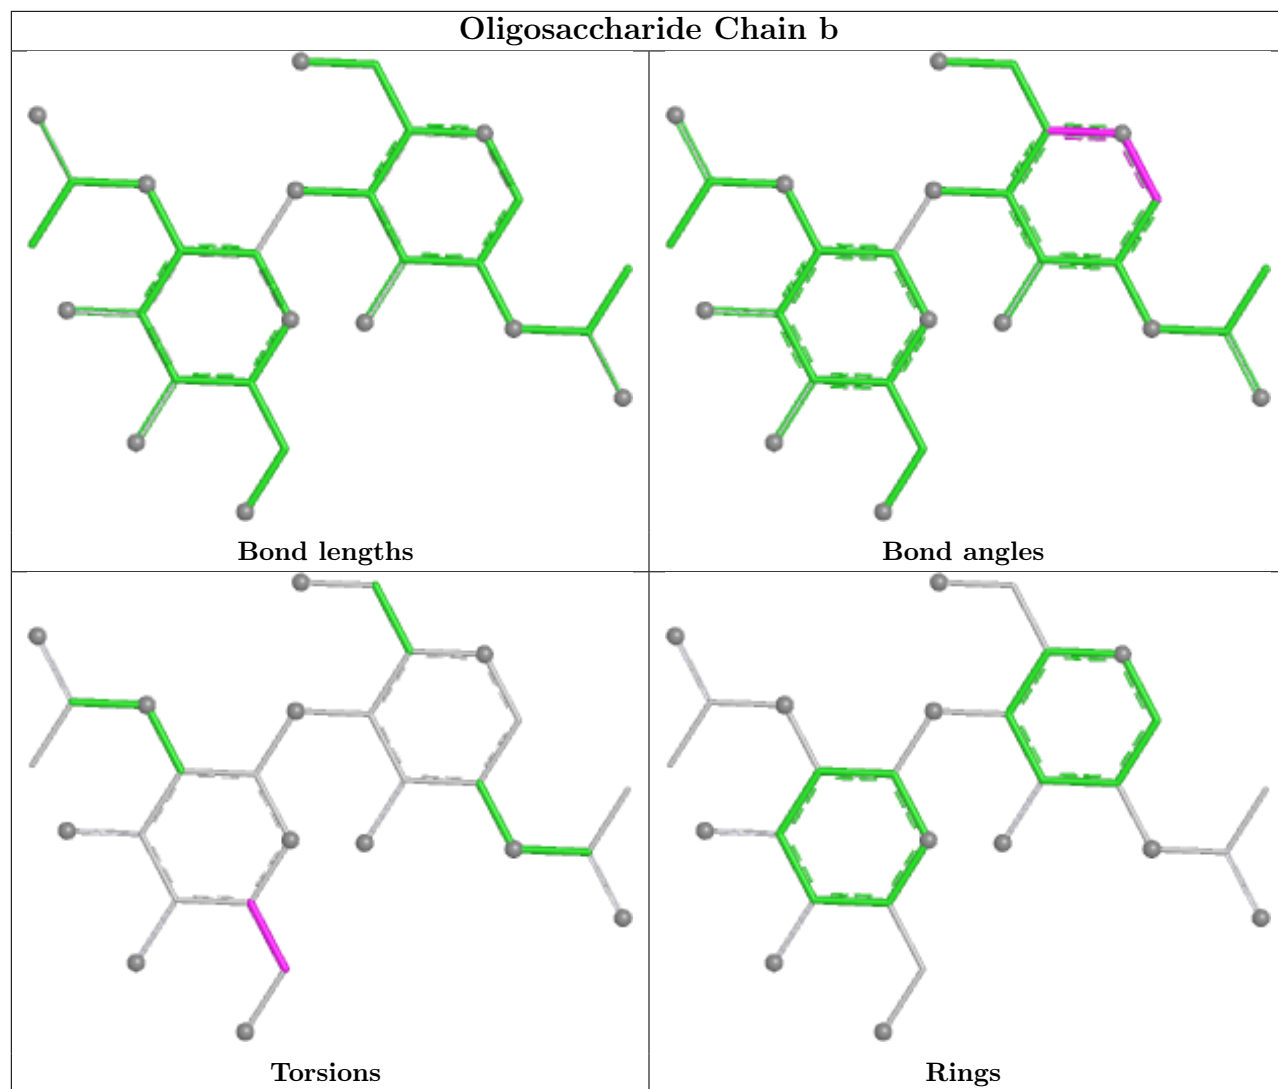 Oligosaccharide Chain b
Bond lengths
Bond angles
Torsions
Rings